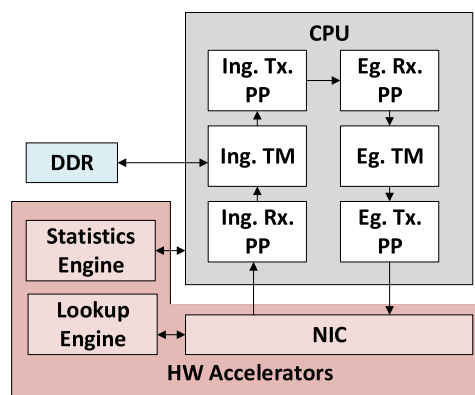 CPU
Ing. Tx.
PP
Eg. Rx.
PP
DDR
Ing. TM
Eg. TM
Ing. Rx.
PP
Eg. Tx.
PP
Statistics
Engine
Lookup
Engine
NIC
HW Accelerators